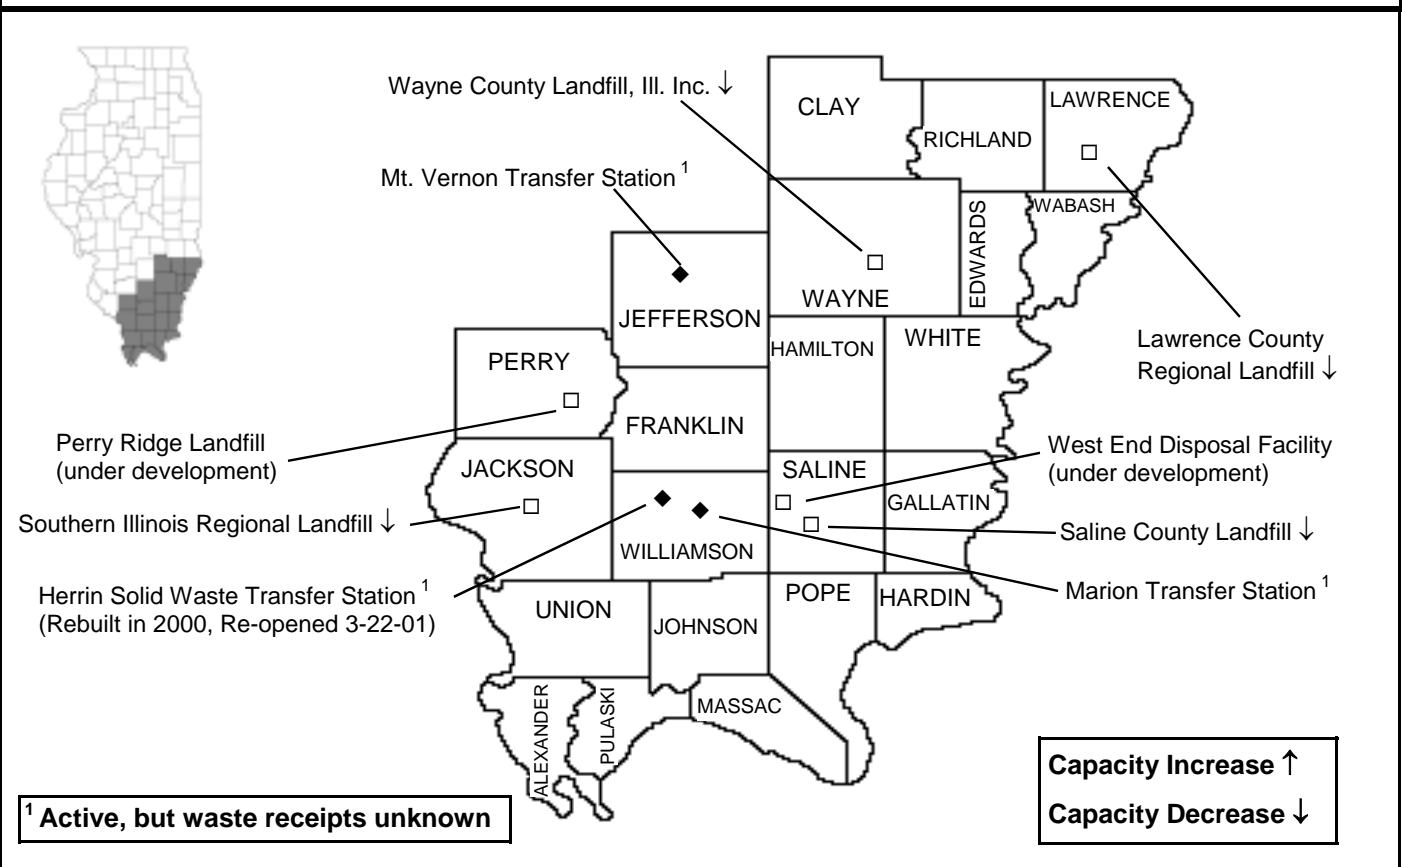 Wayne County Landfill, Ill. Inc. ↓
CLAY
LAWRENCE
RICHLAND
Mt. Vernon Transfer Station ¹
WABASH
EDWARDS
WAYNE
JEFFERSON
HAMILTON
WHITE
Lawrence County
Regional Landfill ↓
PERRY
FRANKLIN
Perry Ridge Landfill
(under development)
West End Disposal Facility
(under development)
JACKSON
SALINE
GALLATIN
Southern Illinois Regional Landfill ↓
Saline County Landfill ↓
WILLIAMSON
Herrin Solid Waste Transfer Station ¹
(Rebuilt in 2000, Re-opened 3-22-01)
Marion Transfer Station ¹
UNION
JOHNSON
POPE
HARDIN
ALEXANDER
PULASKI
MASSAC
Capacity Increase ↑
Capacity Decrease ↓
¹ Active, but waste receipts unknown